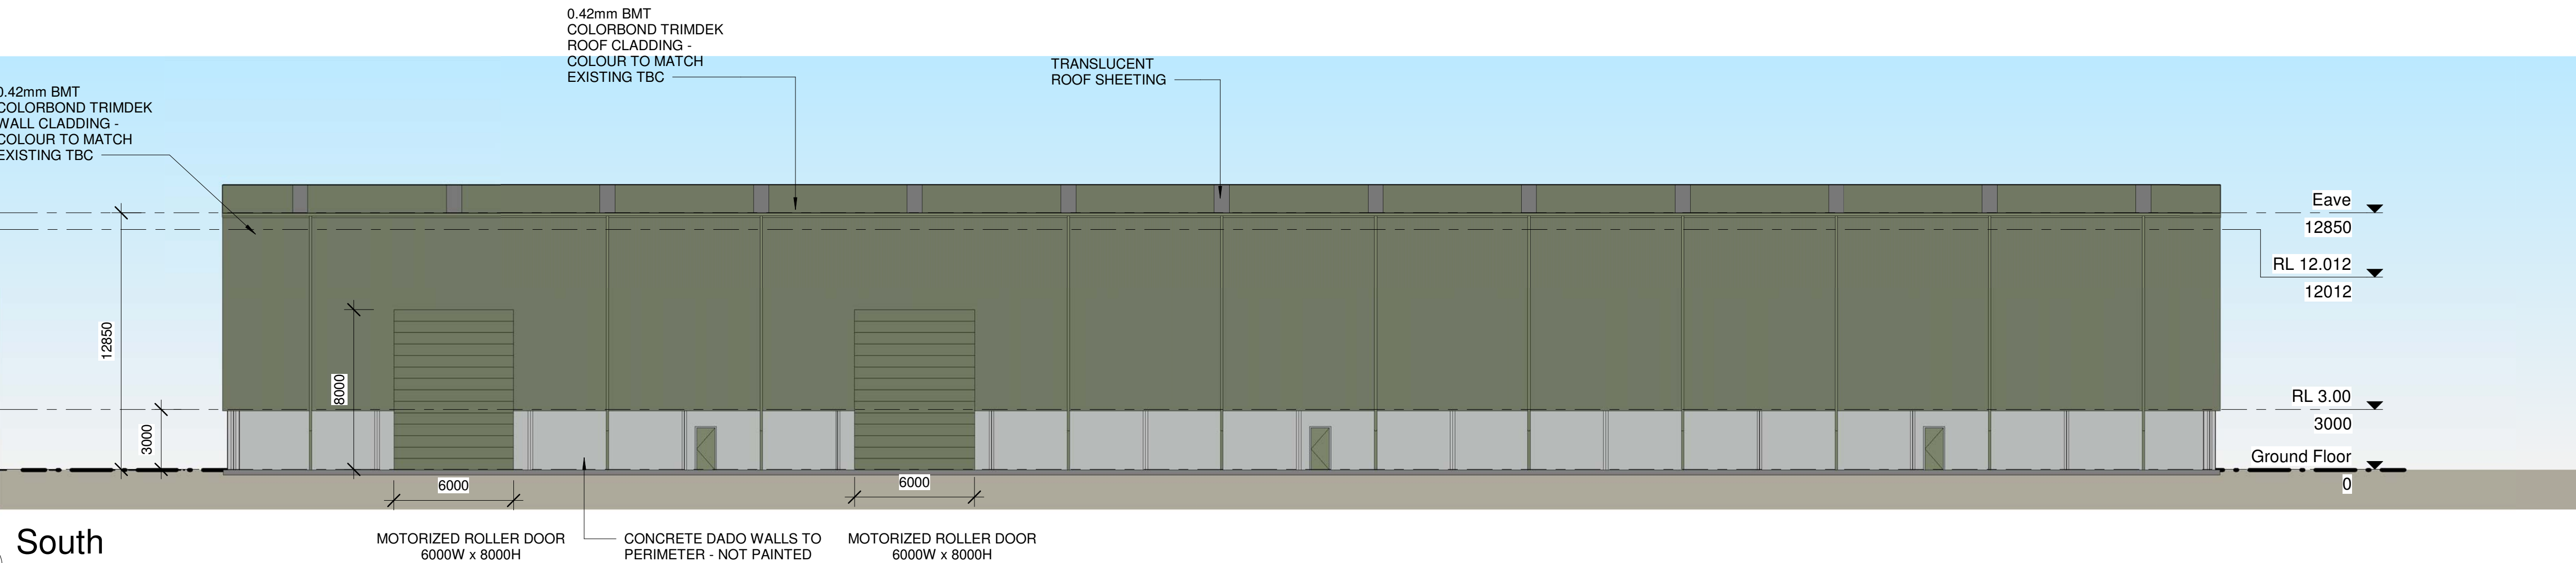 0.42mm BMT
COLORBOND TRIMDEK
ROOF CLADDING -
COLOUR TO MATCH
EXISTING TBC
TRANSLUCENT
ROOF SHEETING
0.42mm BMT
COLORBOND TRIMDEK
WALL CLADDING -
COLOUR TO MATCH
EXISTING TBC
Eave
12850
RL 12.012
12012
RL 3.00
3000
Ground Floor
0
12850
8000
3000
6000
6000
South
MOTORIZED ROLLER DOOR
6000W x 8000H
CONCRETE DADO WALLS TO
PERIMETER - NOT PAINTED
MOTORIZED ROLLER DOOR
6000W x 8000H